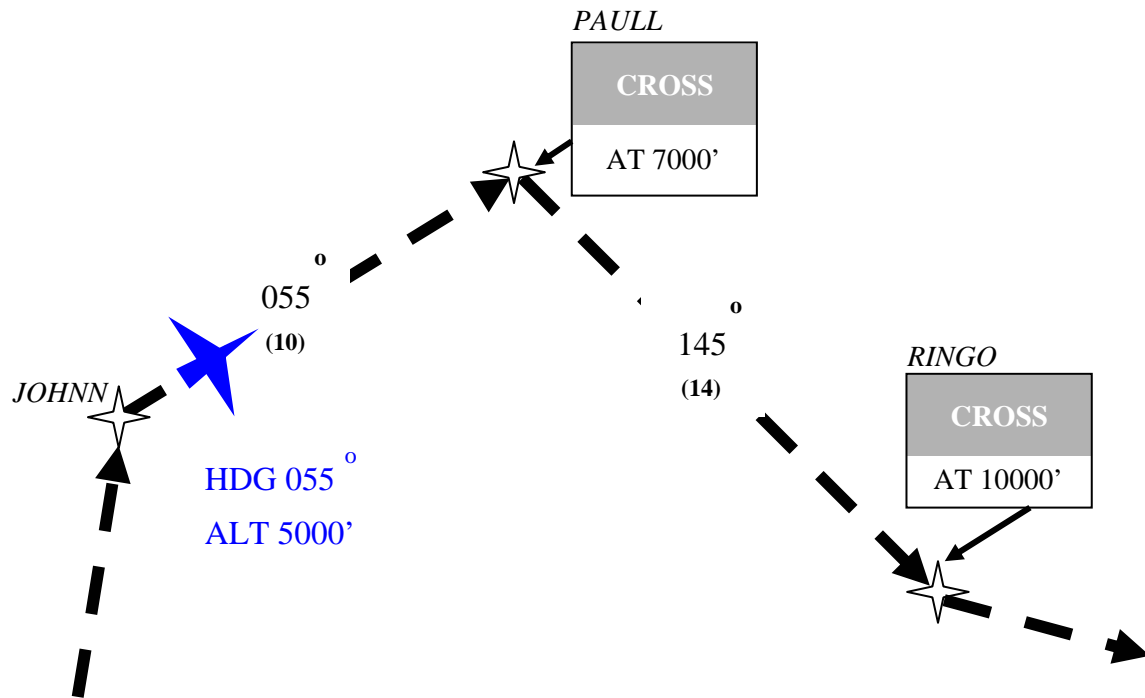 PAULL
CROSS
AT 7000’
055 o
(10)
145 o
(14)
RINGO
CROSS
AT 10000’
JOHNN
HDG 055 o
ALT 5000’